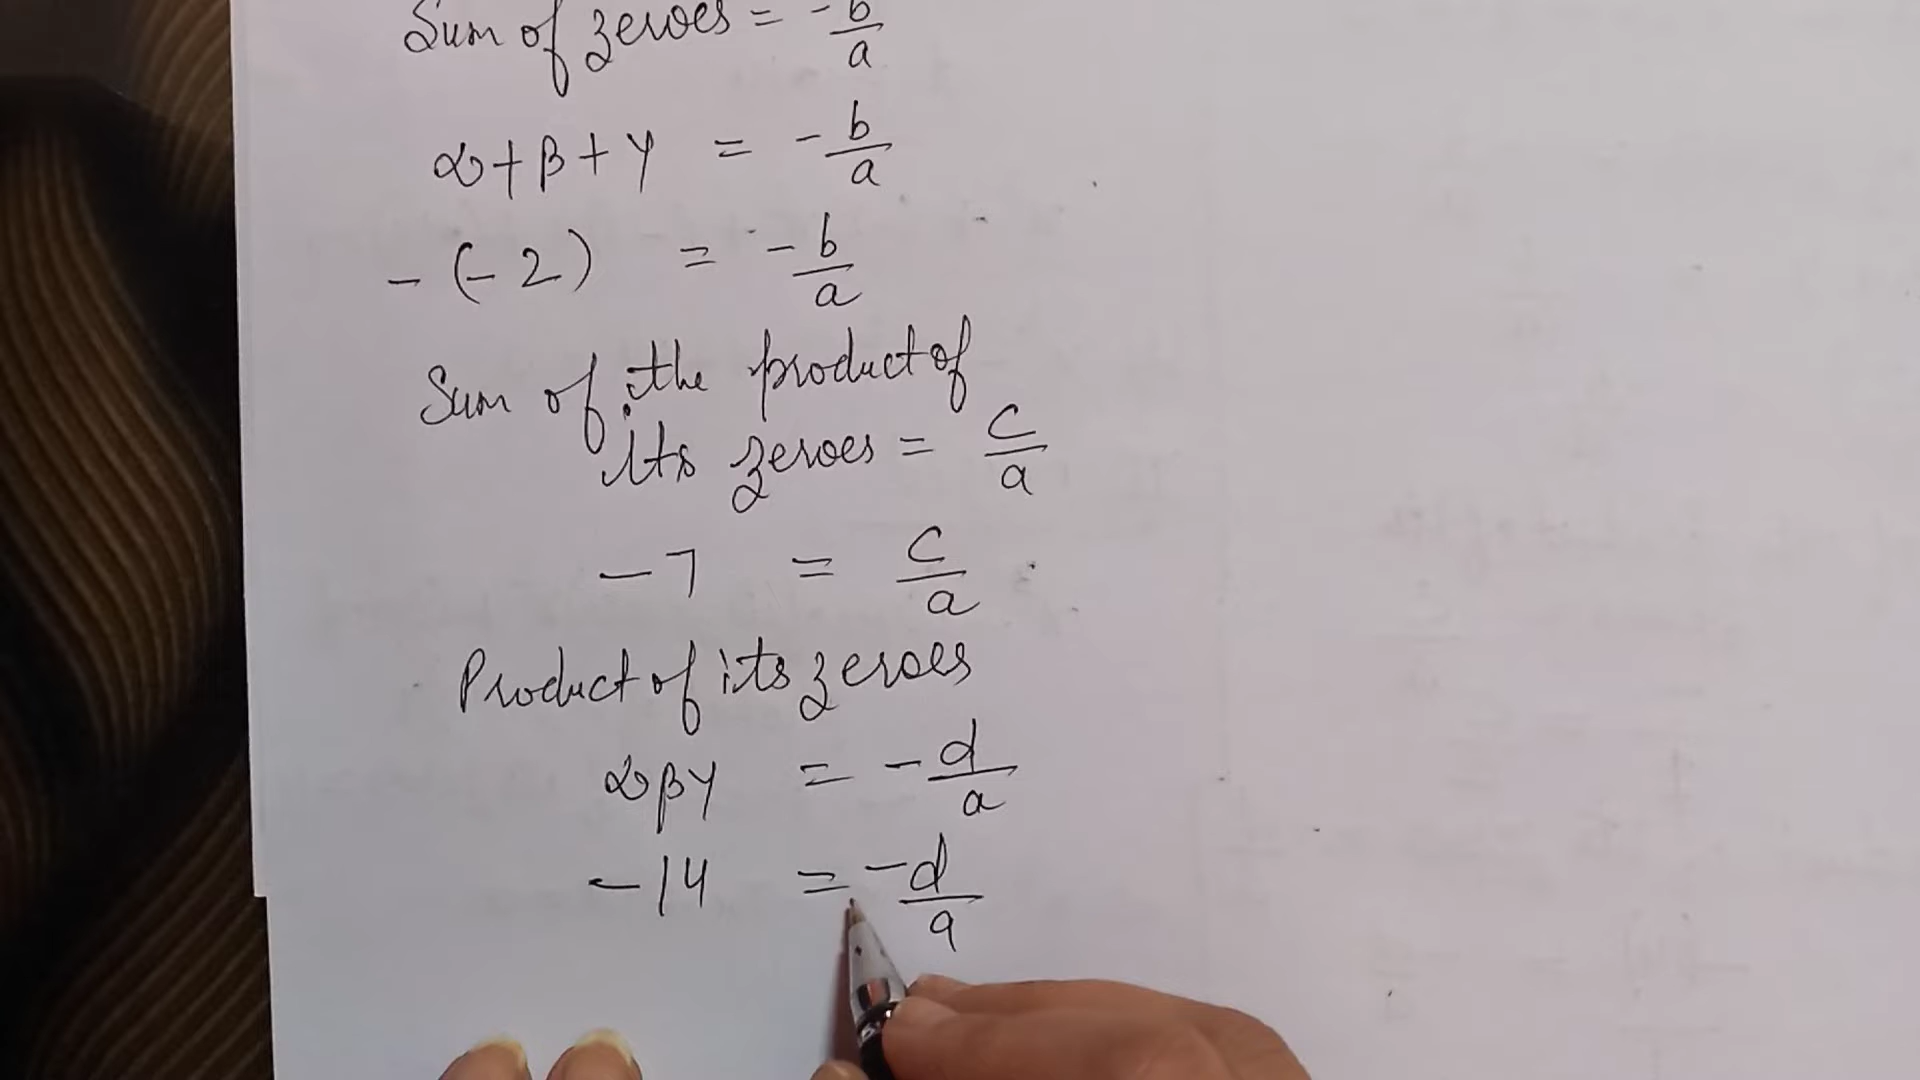 Sum of zeroes = -b/a
α+β+γ = -b/a
-(-2) = -b/a
Sum of the product of
its zeroes = c/a
-7 = c/a
Product of its zeroes
αβγ = -d/a
-14 = -d/a